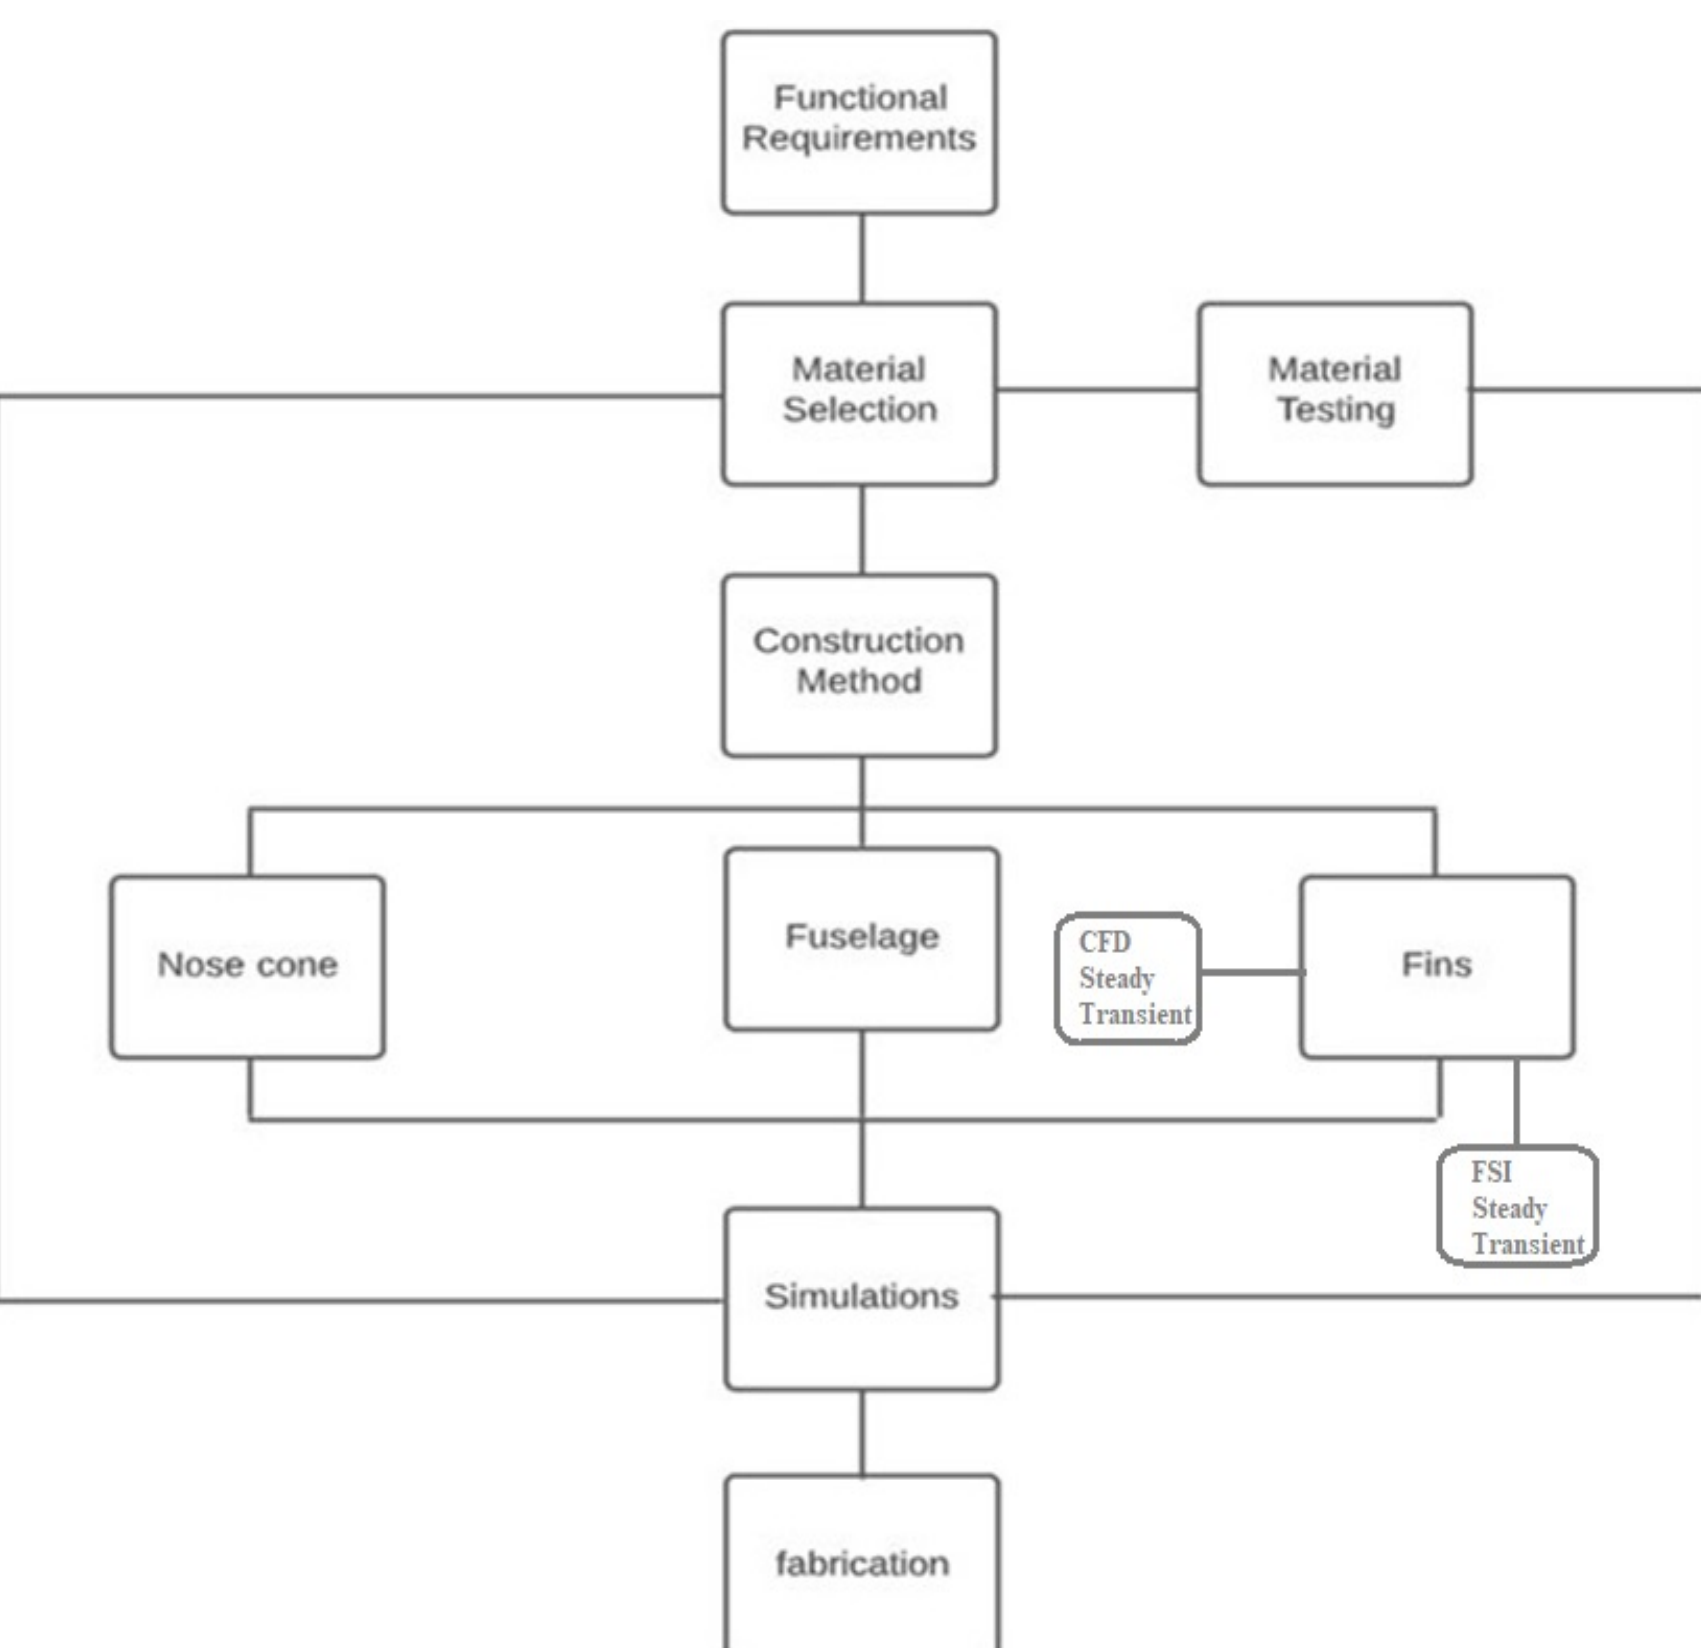 Functional
Requirements
Material
Selection
Material
Testing
Construction
Method
Nose cone
Fuselage
CFD
Steady
Transient
Fins
FSI
Steady
Transient
Simulations
fabrication